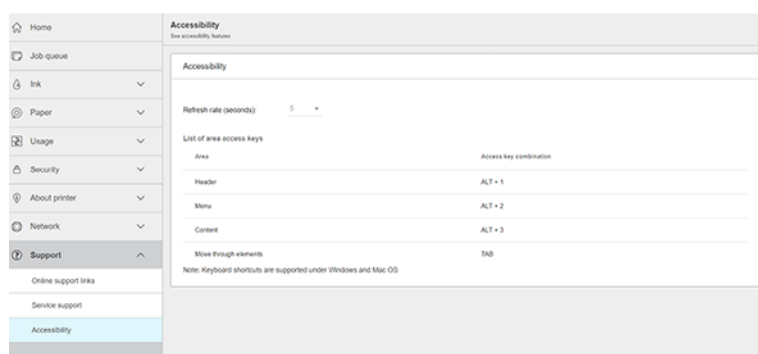 Home
Job queue
Ink
Paper
Usage
Security
About printer
Network
Support
Online support links
Service support
Accessibility
Accessibility
See accessibility features
Accessibility
Refresh rate (seconds): 5
List of area access keys
Area Access key combination
Header ALT + 1
Menu ALT + 2
Content ALT + 3
Move through elements TAB
Note: Keyboard shortcuts are supported under Windows and Mac OS